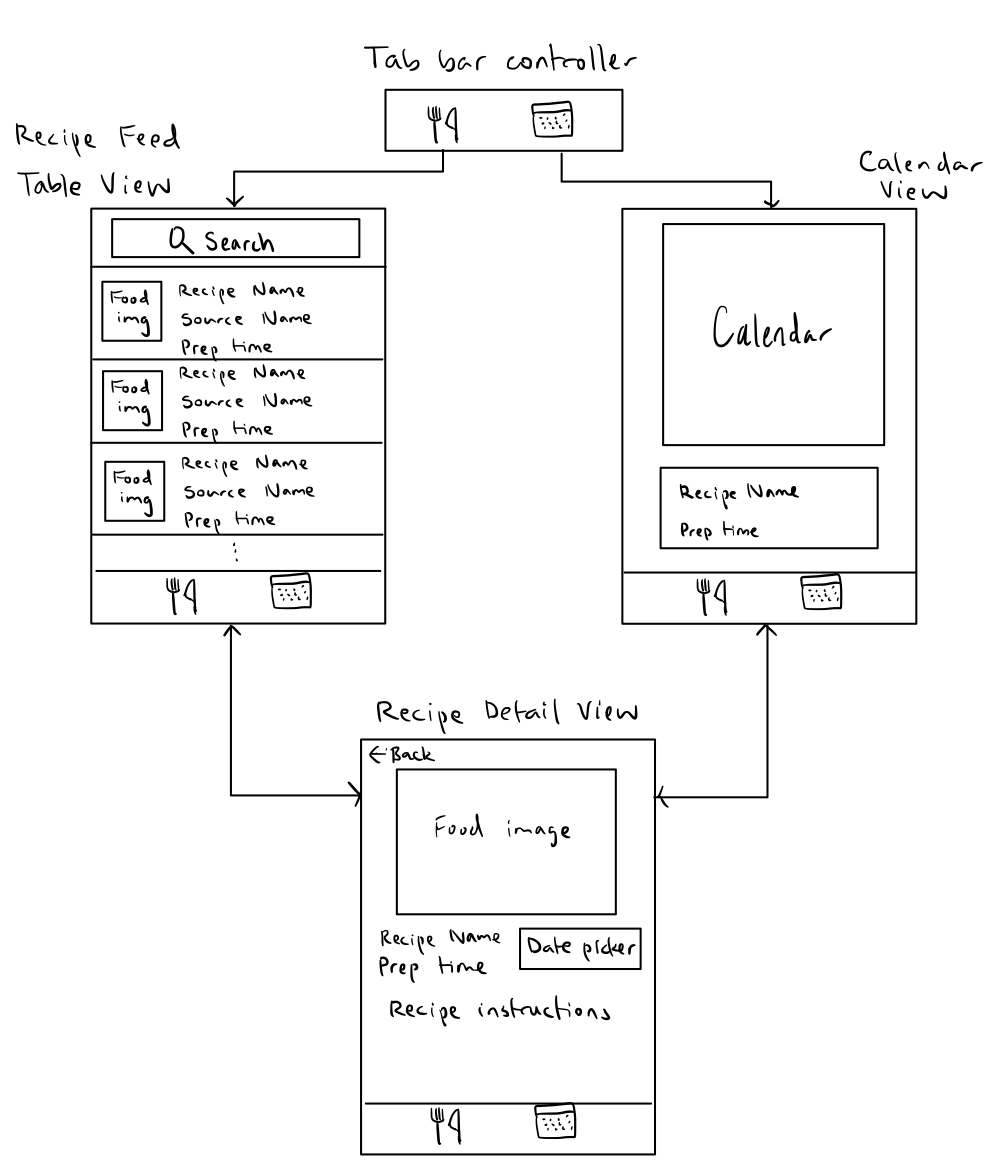 Tab bar controller
Recipe Feed
Table View
Search
Food
img
Recipe Name
Source Name
Prep time
Food
img
Recipe Name
Source Name
Prep time
Food
img
Recipe Name
Source Name
Prep time
Calendar
View
Calendar
Recipe Name
Prep time
Recipe Detail View
←Back
Food image
Recipe Name
Prep time
Date picker
Recipe instructions